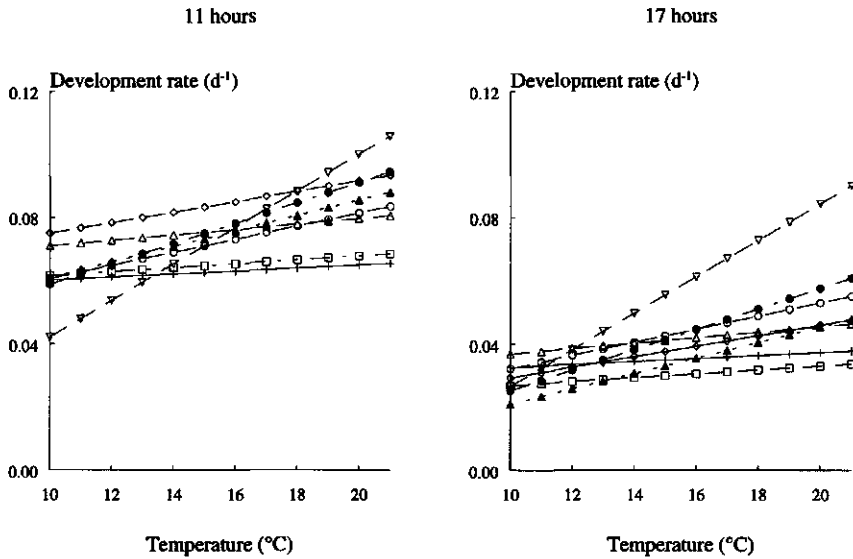 11 hours
17 hours
Development rate (d⁻¹)
Development rate (d⁻¹)
0.12
0.08
0.04
0.00
10 12 14 16 18 20
Temperature (°C)
0.12
0.08
0.04
0.00
10 12 14 16 18 20
Temperature (°C)